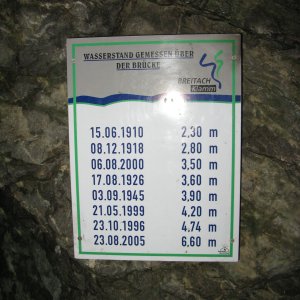 WASSERSTAND GEMESSEN ÜBER
DER BRÜCKE
BREITACH
Klamm
15.06.1910 2,30 m
08.12.1918 2,80 m
06.08.2000 3,50 m
17.08.1926 3,60 m
03.09.1945 3,90 m
21.05.1999 4,20 m
23.10.1996 4,74 m
23.08.2005 6,60 m